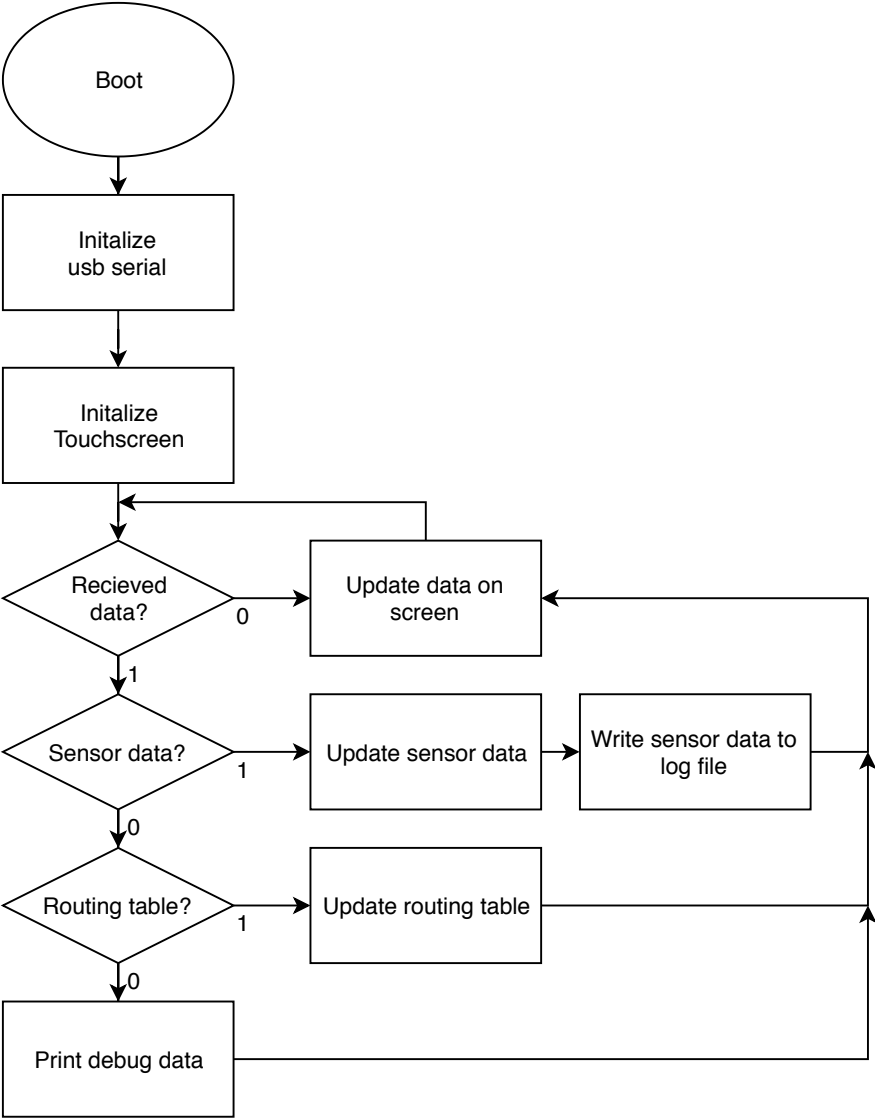 Boot
Initalize
usb serial
Initalize
Touchscreen
Recieved
data?
0
Update data on
screen
1
Sensor data?
1
Update sensor data
Write sensor data to
log file
0
Routing table?
1
Update routing table
0
Print debug data